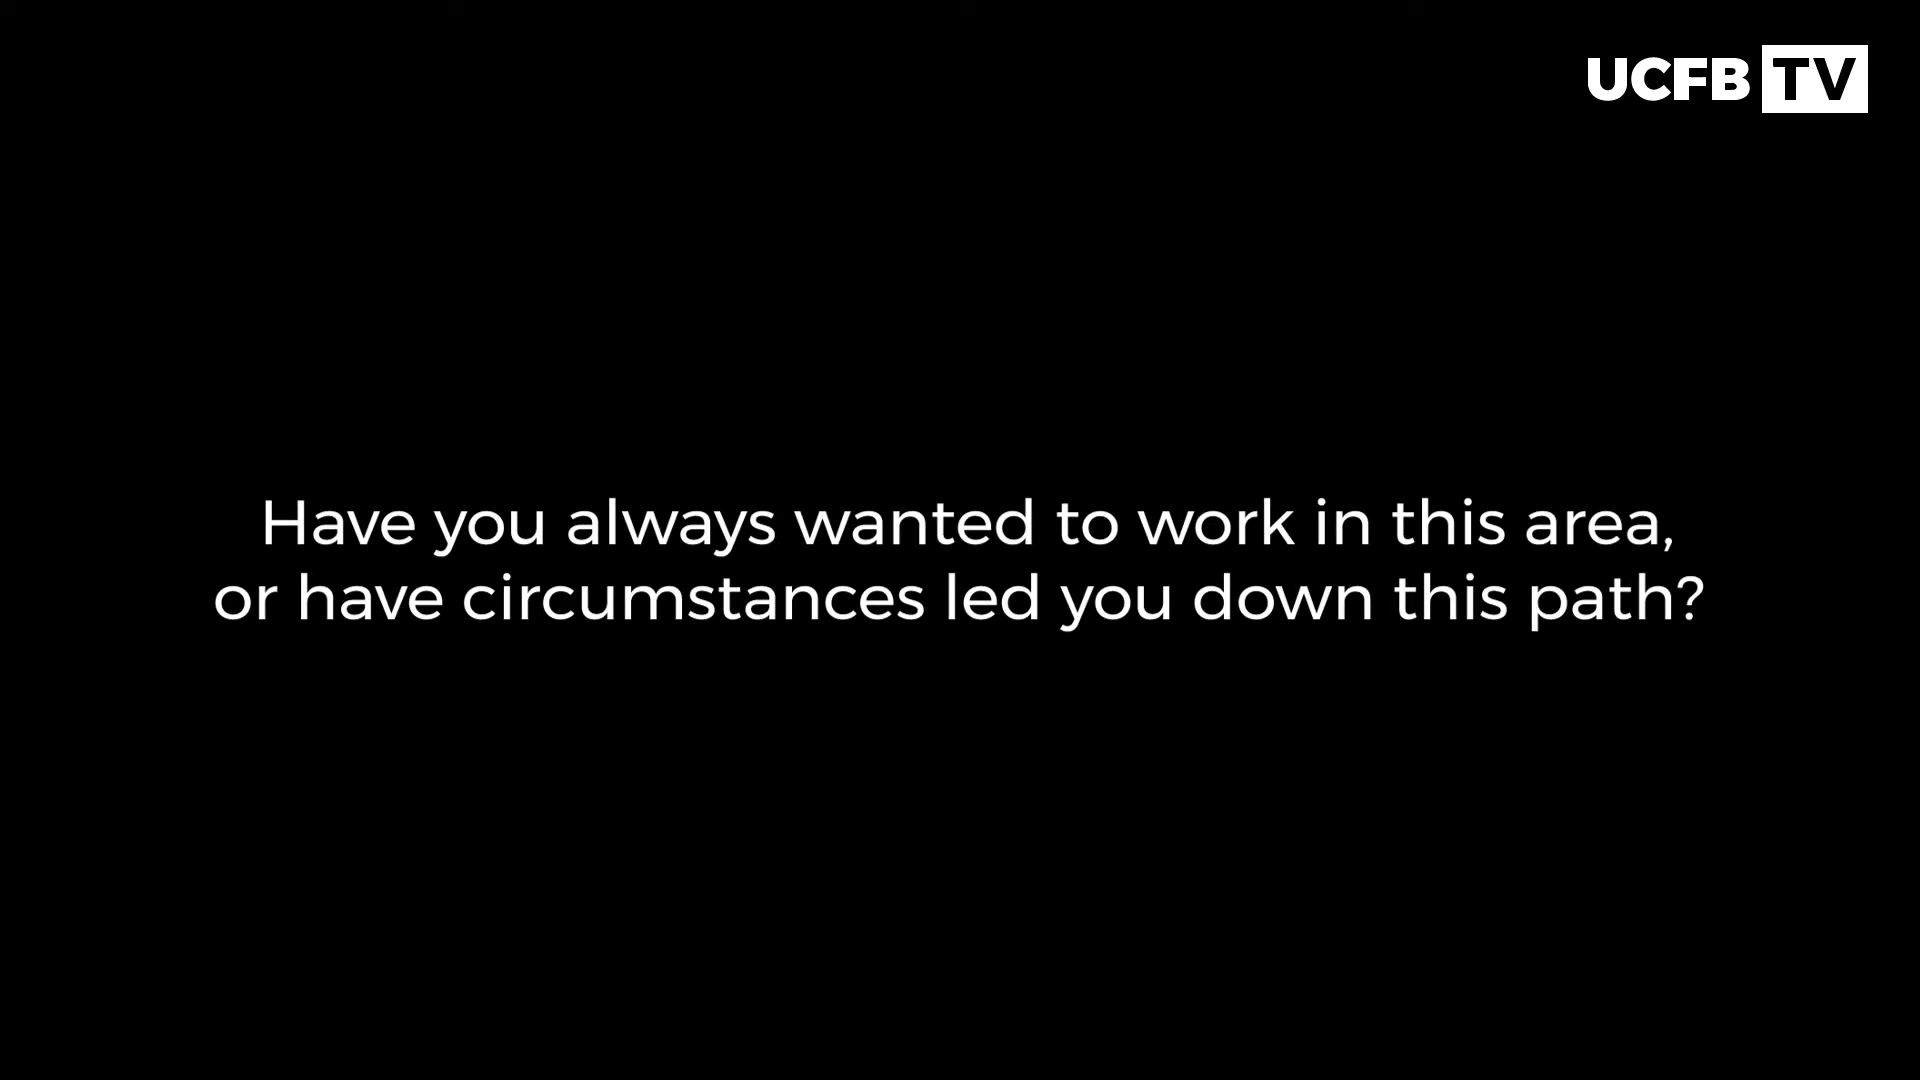 UCFB TV
Have you always wanted to work in this area,
or have circumstances led you down this path?